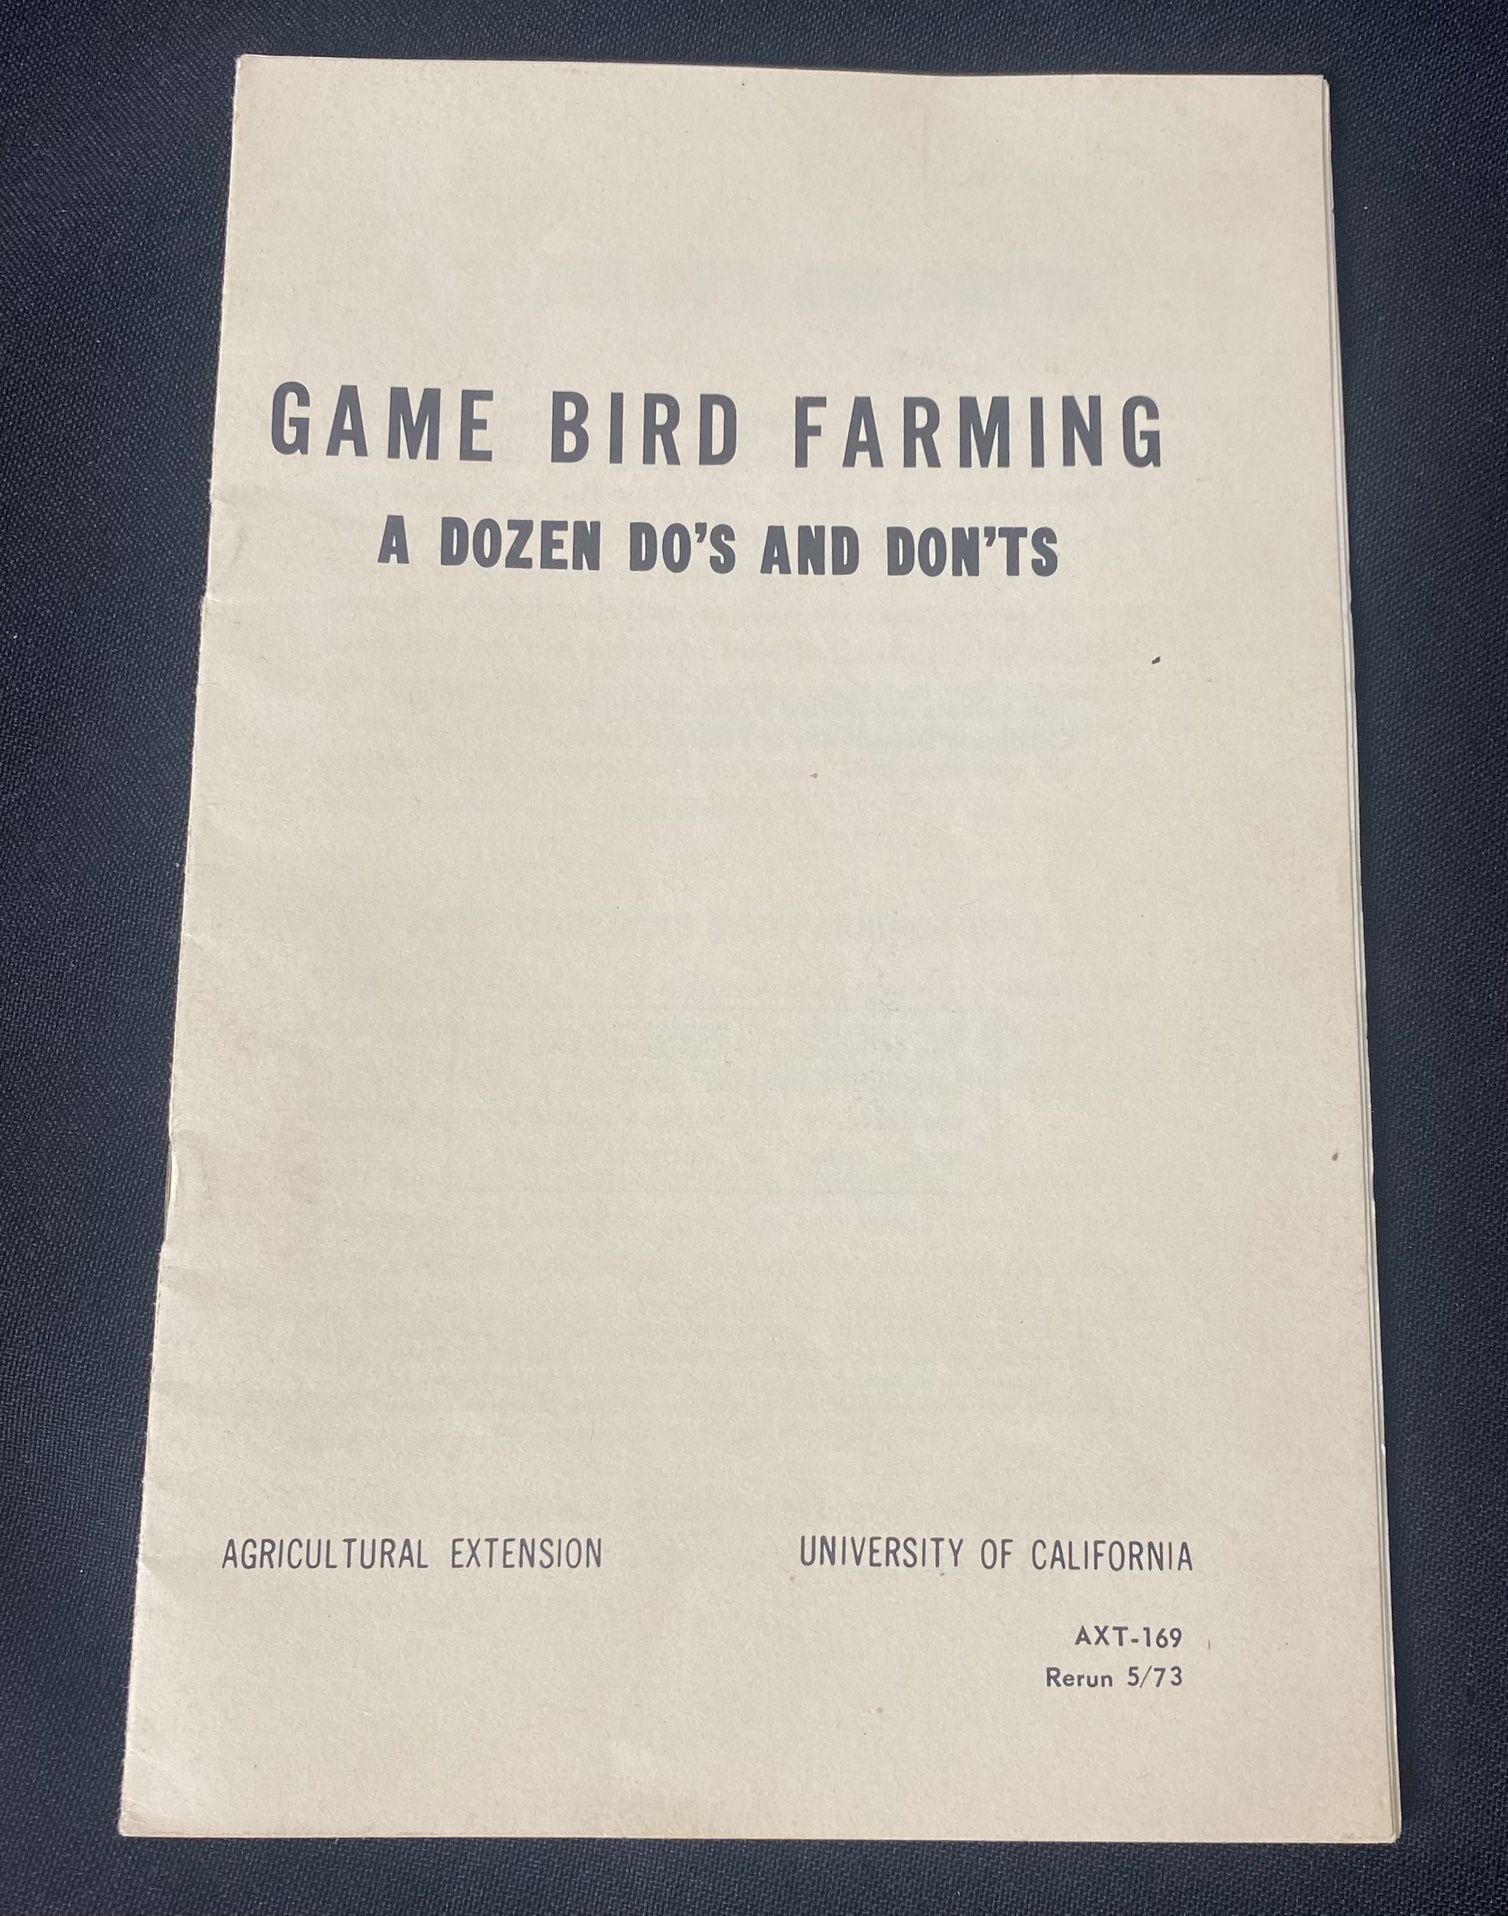 GAME BIRD FARMING
A DOZEN DO'S AND DON'TS
AGRICULTURAL EXTENSION UNIVERSITY OF CALIFORNIA
AXT-169
Rerun 5/73